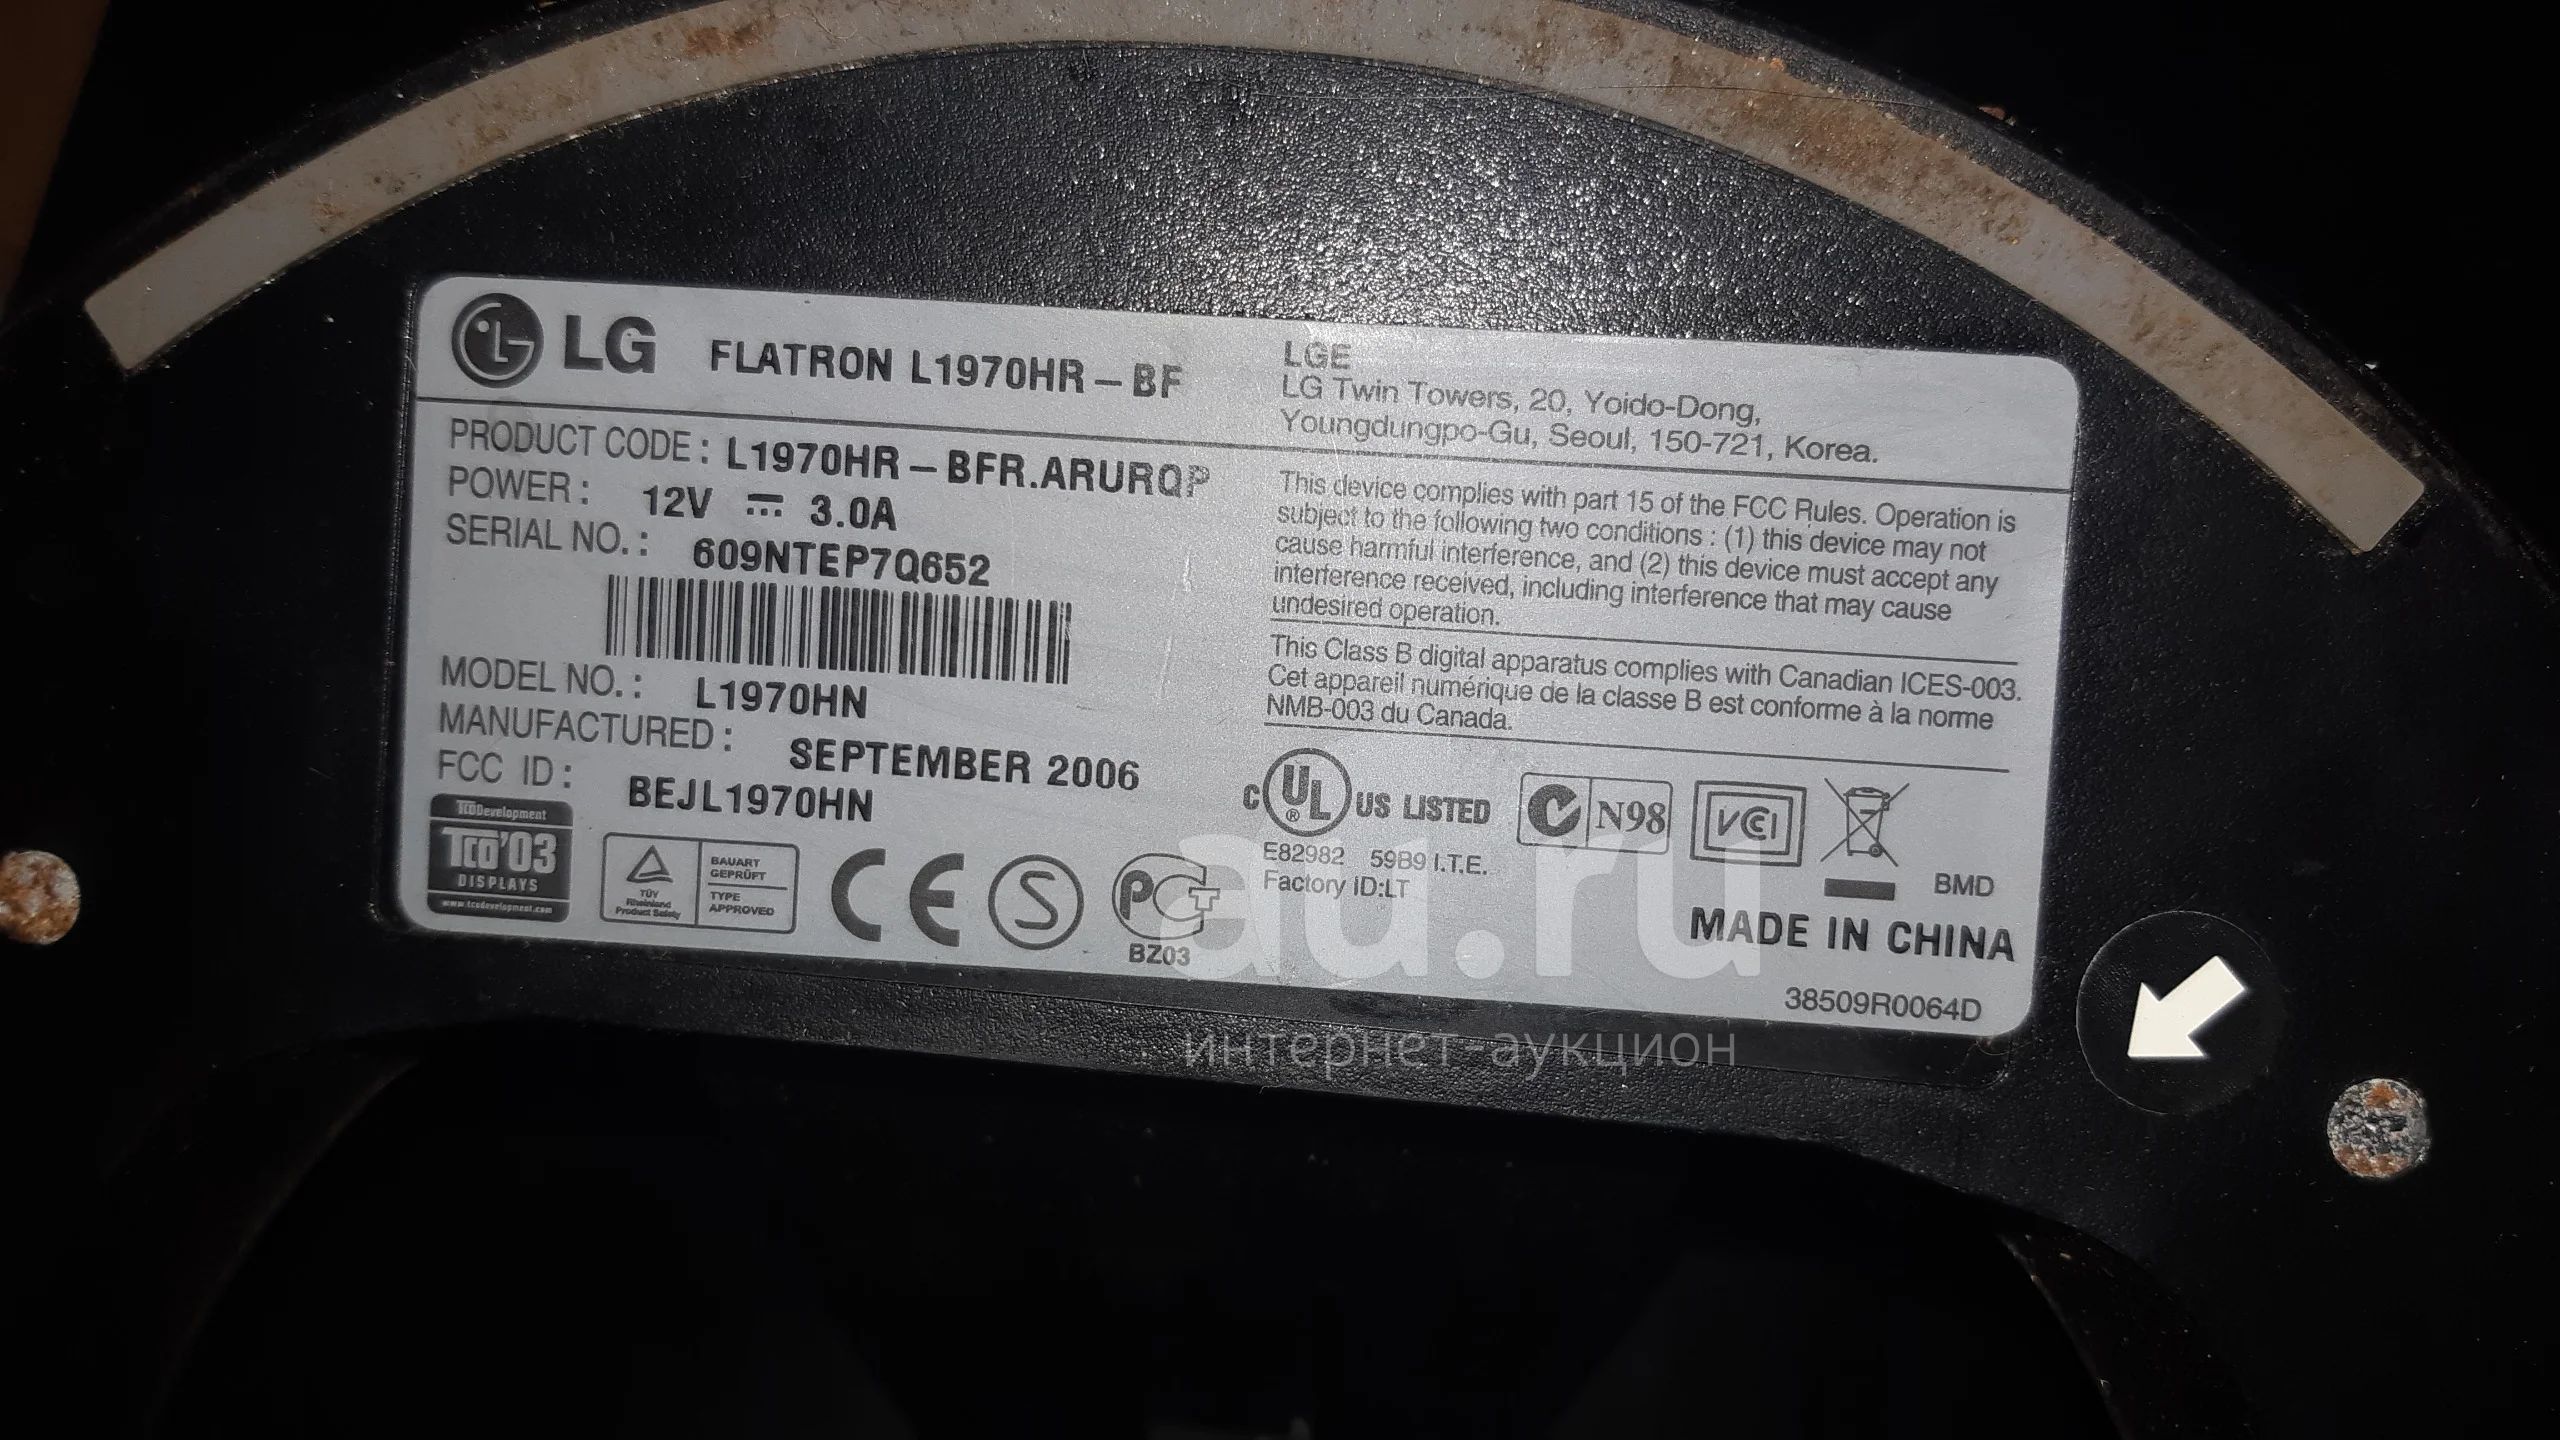 LG FLATRON L1970HR – BF
LGE
LG Twin Towers, 20, Yoido-Dong,
Youngdungpo-Gu, Seoul, 150-721, Korea.
PRODUCT CODE : L1970HR – BFR.ARURQP
POWER : 12V 3.0A
SERIAL NO. : 609NTEP7Q652
MODEL NO. : L1970HN
MANUFACTURED : SEPTEMBER 2006
FCC ID : BEJL1970HN
This device complies with part 15 of the FCC Rules. Operation is
subject to the following two conditions : (1) this device may not
cause harmful interference, and (2) this device must accept any
interference received, including interference that may cause
undesired operation.
This Class B digital apparatus complies with Canadian ICES-003.
Cet appareil numérique de la classe B est conforme à la norme
NMB-003 du Canada.
TCODevelopment
TCO'03
DISPLAYS
www.tcodevelopment.com
TÜV
Rheinland
Product Safety
BAUART
GEPRÜFT
TYPE
APPROVED
CE
S
РСТ
BZ03
C UL ® US LISTED
N98
VCI
E82982 59B9 I.T.E.
Factory ID:LT
BMD
MADE IN CHINA
38509R0064D
au.ru
интернет-аукцион